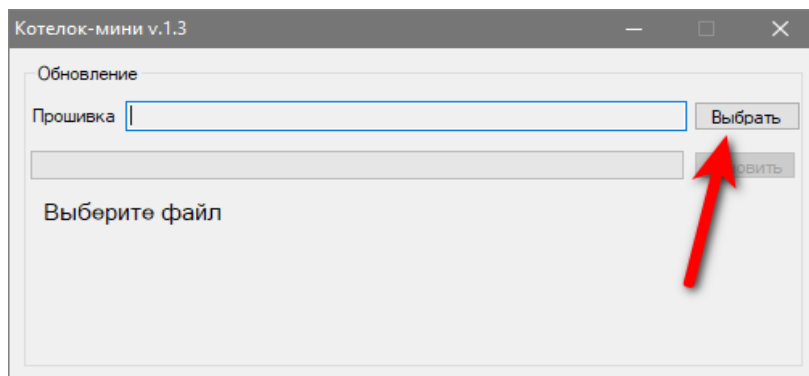 Котелок-мини v.1.3
Обновление
Прошивка
Выбрать
Выберите файл